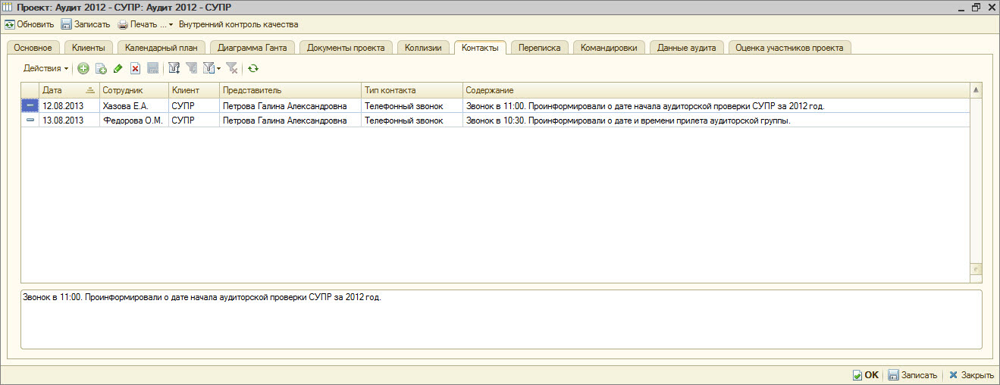 Проект: Аудит 2012 - СУПР: Аудит 2012 - СУПР
Обновить Записать Печать ... Внутренний контроль качества
Основное Клиенты Календарный план Диаграмма Ганта Документы проекта Коллизии Контакты Переписка Командировки Данные аудита Оценка участников проекта
Действия
Дата Сотрудник Клиент Представитель Тип контакта Содержание
12.08.2013 Хазова Е.А. СУПР Петрова Галина Александровна Телефонный звонок Звонок в 11:00. Проинформировали о дате начала аудиторской проверки СУПР за 2012 год.
13.08.2013 Федорова О.М. СУПР Петрова Галина Александровна Телефонный звонок Звонок в 10:30. Проинформировали о дате и времени прилета аудиторской группы.
Звонок в 11:00. Проинформировали о дате начала аудиторской проверки СУПР за 2012 год.
OK Записать Закрыть